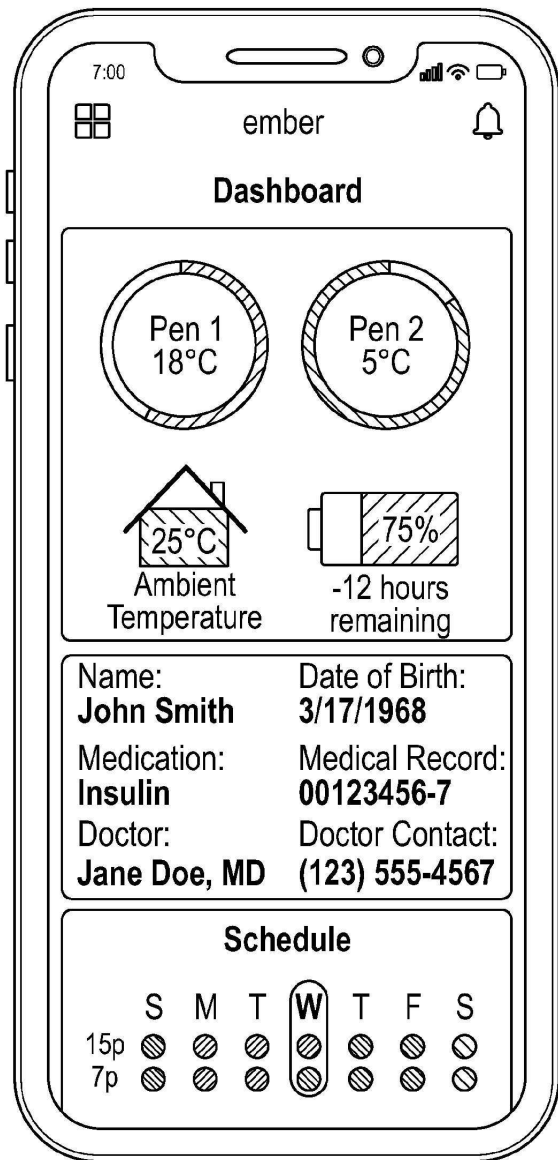 7:00
ember
Dashboard
Pen 1
18°C
Pen 2
5°C
25°C
Ambient
Temperature
75%
-12 hours
remaining
Name:
John Smith
Date of Birth:
3/17/1968
Medication:
Insulin
Medical Record:
00123456-7
Doctor:
Jane Doe, MD
Doctor Contact:
(123) 555-4567
Schedule
S M T W T F S
15p
7p